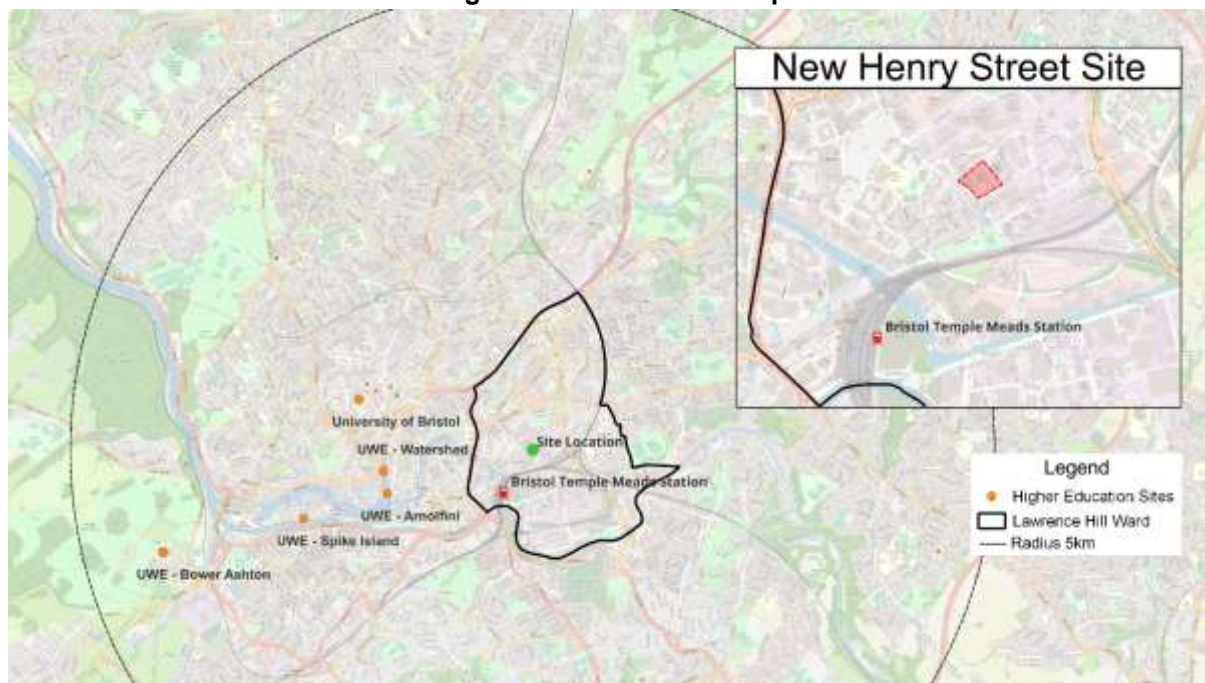 New Henry Street Site
Bristol Temple Meads Station
University of Bristol
UWE - Watershed
Site Location
Bristol Temple Meads Station
UWE - Arnolfini
UWE - Spike Island
UWE - Bower Ashton
Legend
Higher Education Sites
Lawrence Hill Ward
Radius 5km